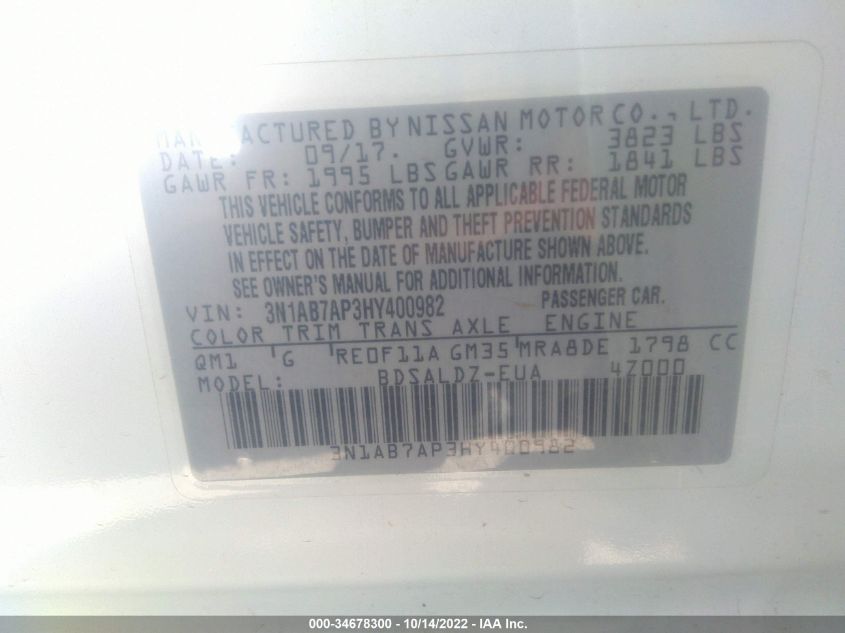 MANUFACTURED BY NISSAN MOTOR CO., LTD.
DATE: 09/17. GVWR: 3823 LBS
GAWR FR: 1995 LBS GAWR RR: 1841 LBS
THIS VEHICLE CONFORMS TO ALL APPLICABLE FEDERAL MOTOR
VEHICLE SAFETY, BUMPER AND THEFT PREVENTION STANDARDS
IN EFFECT ON THE DATE OF MANUFACTURE SHOWN ABOVE.
SEE OWNER'S MANUAL FOR ADDITIONAL INFORMATION.
VIN: 3N1AB7AP3HY400982 PASSENGER CAR.
COLOR TRIM TRANS AXLE ENGINE
QM1 G RE0F11A GM35 MRA8DE 1798 CC
MODEL: BDSALDZ-EUA 4Z000
3N1AB7AP3HY400982
000-34678300 - 10/14/2022 - IAA Inc.